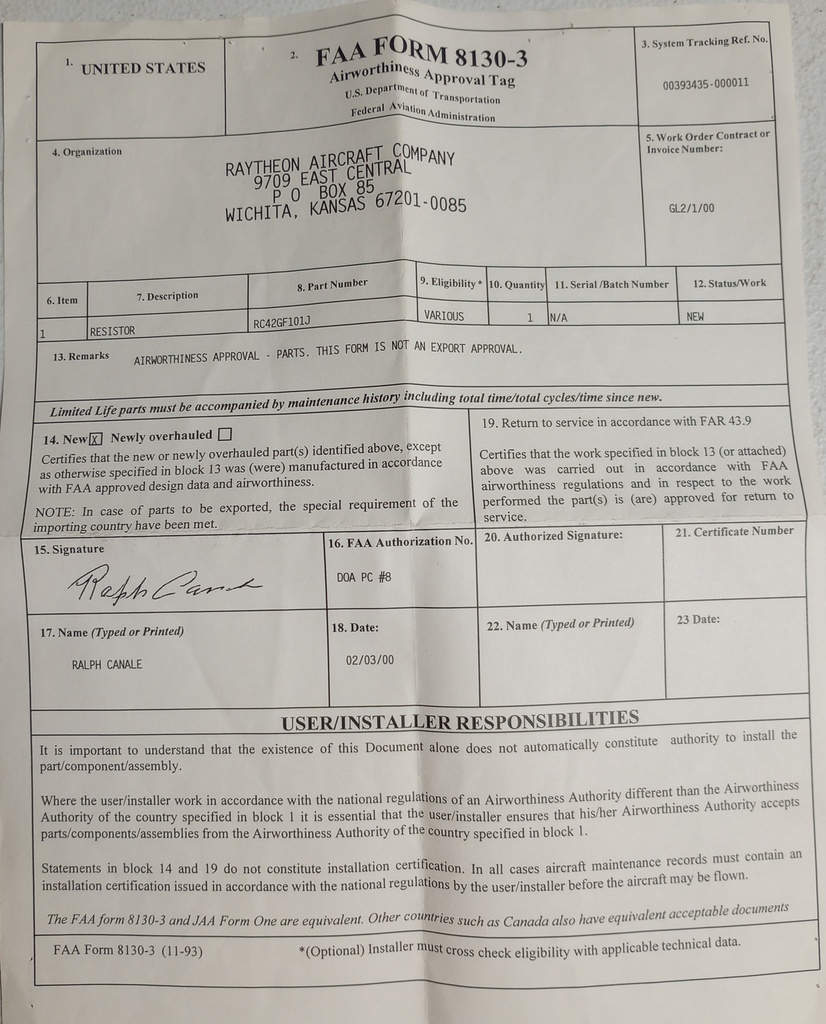 1. UNITED STATES
2. FAA FORM 8130-3
Airworthiness Approval Tag
U.S. Department of Transportation
Federal Aviation Administration
3. System Tracking Ref. No.
00393435-000011
4. Organization
RAYTHEON AIRCRAFT COMPANY
9709 EAST CENTRAL
P O BOX 85
WICHITA, KANSAS 67201-0085
5. Work Order Contract or
Invoice Number:
GL2/1/00
6. Item
7. Description
8. Part Number
9. Eligibility*
10. Quantity
11. Serial/Batch Number
12. Status/Work
1
RESISTOR
RC42GF101J
VARIOUS
1
N/A
NEW
13. Remarks AIRWORTHINESS APPROVAL - PARTS. THIS FORM IS NOT AN EXPORT APPROVAL.
Limited Life parts must be accompanied by maintenance history including total time/total cycles/time since new.
14. New X Newly overhauled
Certifies that the new or newly overhauled part(s) identified above, except
as otherwise specified in block 13 was (were) manufactured in accordance
with FAA approved design data and airworthiness.
NOTE: In case of parts to be exported, the special requirement of the
importing country have been met.
19. Return to service in accordance with FAR 43.9
Certifies that the work specified in block 13 (or attached)
above was carried out in accordance with FAA
airworthiness regulations and in respect to the work
performed the part(s) is (are) approved for return to
service.
15. Signature
Ralph Canale
16. FAA Authorization No.
DOA PC #8
20. Authorized Signature:
21. Certificate Number
17. Name (Typed or Printed)
RALPH CANALE
18. Date:
02/03/00
22. Name (Typed or Printed)
23 Date:
USER/INSTALLER RESPONSIBILITIES
It is important to understand that the existence of this Document alone does not automatically constitute authority to install the
part/component/assembly.
Where the user/installer work in accordance with the national regulations of an Airworthiness Authority different than the Airworthiness
Authority of the country specified in block 1 it is essential that the user/installer ensures that his/her Airworthiness Authority accepts
parts/components/assemblies from the Airworthiness Authority of the country specified in block 1.
Statements in block 14 and 19 do not constitute installation certification. In all cases aircraft maintenance records must contain an
installation certification issued in accordance with the national regulations by the user/installer before the aircraft may be flown.
The FAA form 8130-3 and JAA Form One are equivalent. Other countries such as Canada also have equivalent acceptable documents
FAA Form 8130-3 (11-93)
*(Optional) Installer must cross check eligibility with applicable technical data.